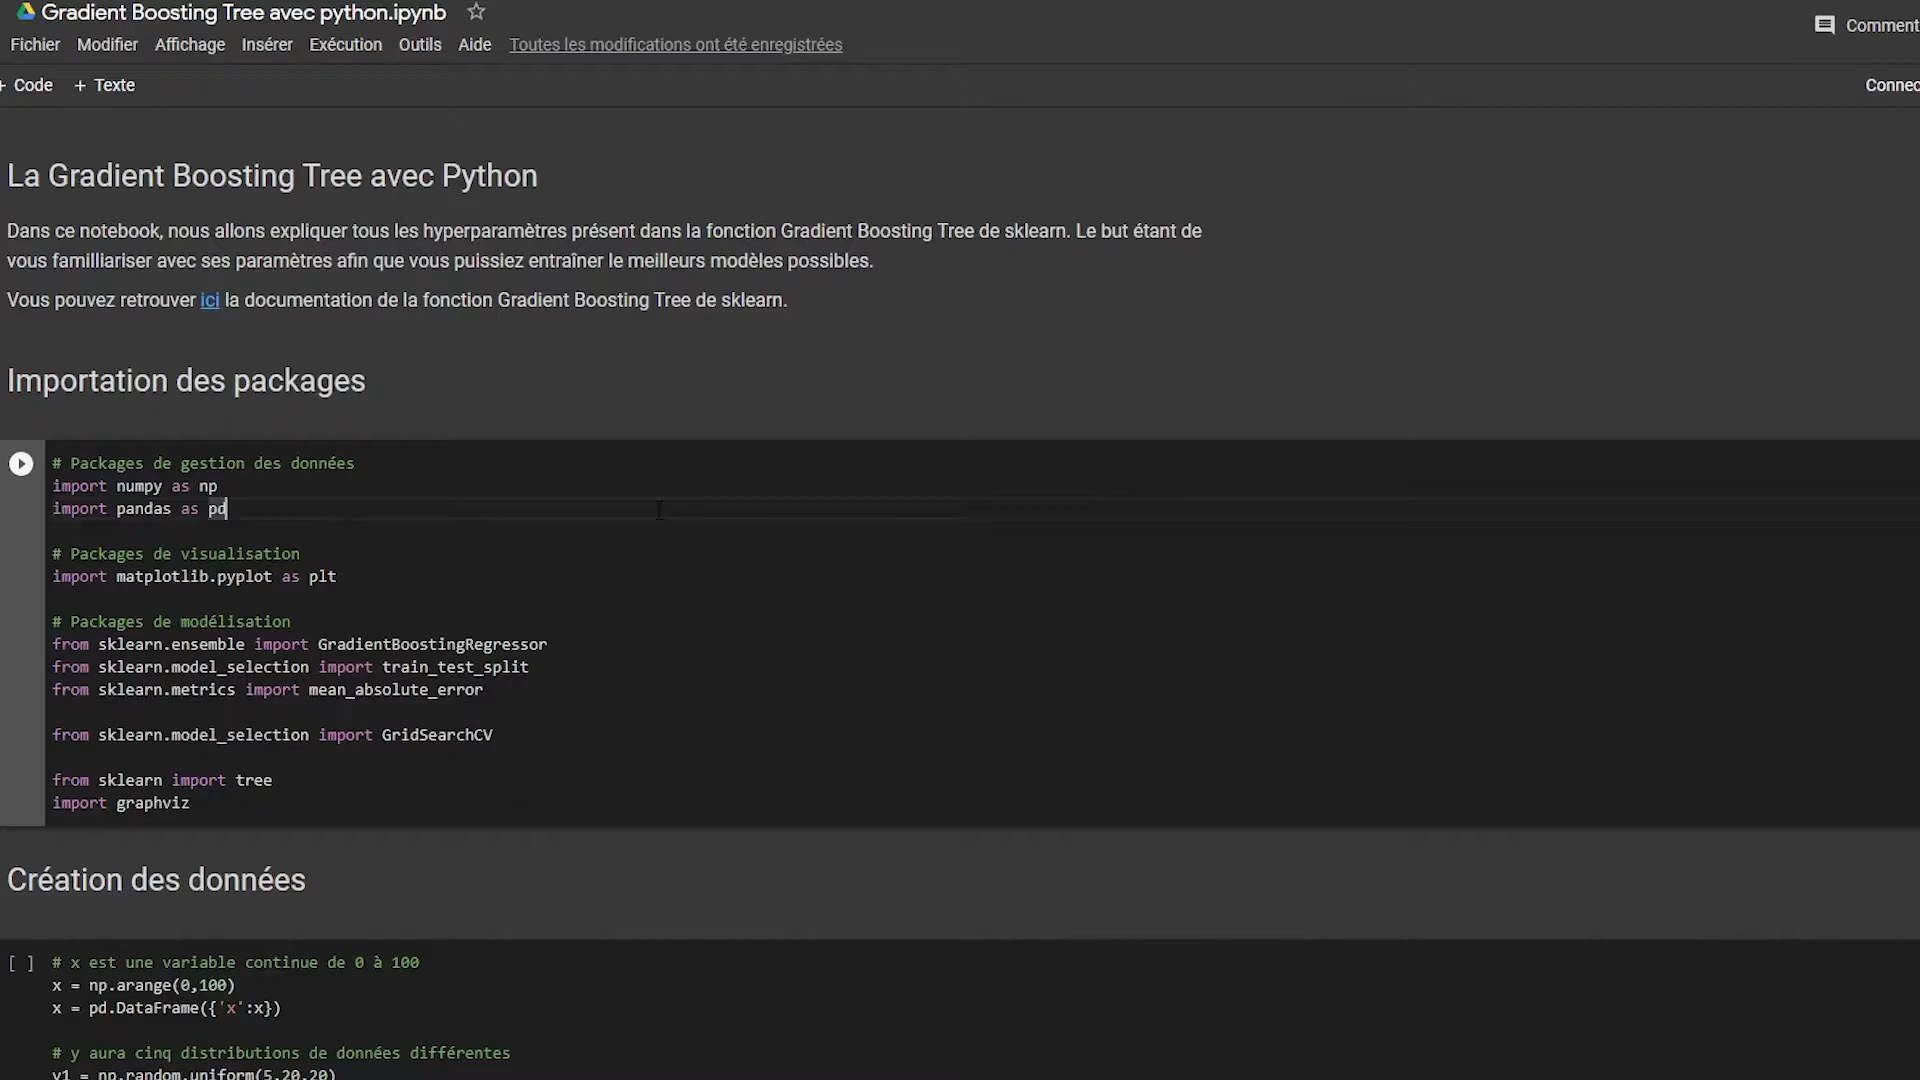 Gradient Boosting Tree avec python.ipynb
Fichier Modifier Affichage Insérer Exécution Outils Aide Toutes les modifications ont été enregistrées
Comment
+ Code + Texte
Connec
La Gradient Boosting Tree avec Python
Dans ce notebook, nous allons expliquer tous les hyperparamètres présent dans la fonction Gradient Boosting Tree de sklearn. Le but étant de
vous familliariser avec ses paramètres afin que vous puissiez entraîner le meilleurs modèles possibles.
Vous pouvez retrouver ici la documentation de la fonction Gradient Boosting Tree de sklearn.
Importation des packages
# Packages de gestion des données
import numpy as np
import pandas as pd
# Packages de visualisation
import matplotlib.pyplot as plt
# Packages de modélisation
from sklearn.ensemble import GradientBoostingRegressor
from sklearn.model_selection import train_test_split
from sklearn.metrics import mean_absolute_error
from sklearn.model_selection import GridSearchCV
from sklearn import tree
import graphviz
Création des données
[ ] # x est une variable continue de 0 à 100
x = np.arange(0,100)
x = pd.DataFrame({'x':x})
# y aura cinq distributions de données différentes
y1 = np.random.uniform(5,20,20)